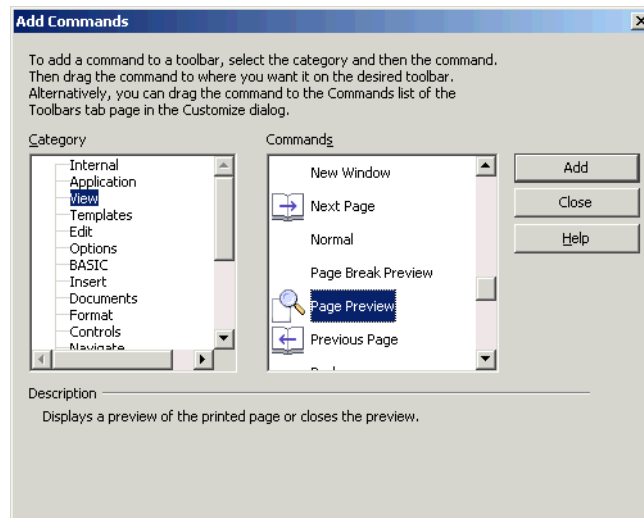 Add Commands
To add a command to a toolbar, select the category and then the command.
Then drag the command to where you want it on the desired toolbar.
Alternatively, you can drag the command to the Commands list of the
Toolbars tab page in the Customize dialog.
Category
Commands
Internal
Application
View
Templates
Edit
Options
BASIC
Insert
Documents
Format
Controls
Navigate
New Window
Next Page
Normal
Page Break Preview
Page Preview
Previous Page
Add
Close
Help
Description
Displays a preview of the printed page or closes the preview.